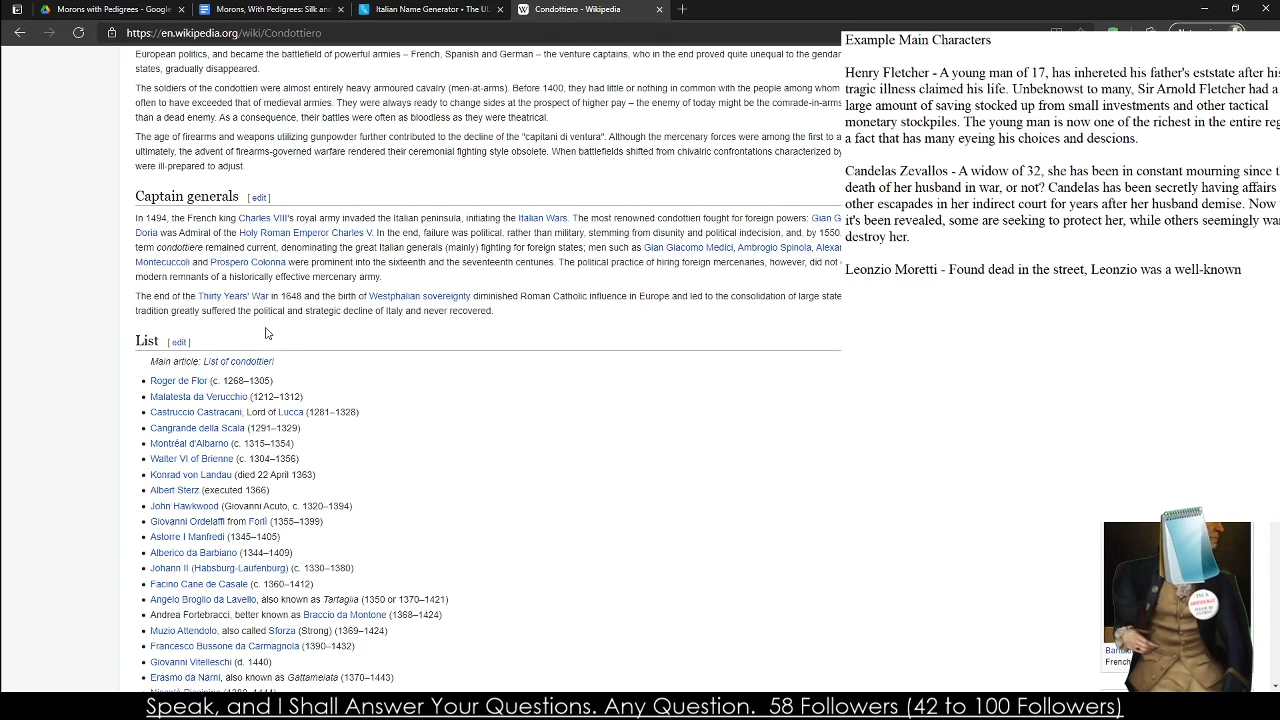 Morons with Pedigrees - Google
Morons, With Pedigrees: Silk and
Italian Name Generator • The UL
Condottiero - Wikipedia
https://en.wikipedia.org/wiki/Condottiero
European politics, and became the battlefield of powerful armies – French, Spanish and German – the venture captains, who in the end proved quite unequal to the gendar
states, gradually disappeared.
The soldiers of the condottieri were almost entirely heavy armoured cavalry (men-at-arms). Before 1400, they had little or nothing in common with the people among whom
often to have exceeded that of medieval armies. They were always ready to change sides at the prospect of higher pay – the enemy of today might be the comrade-in-arms
than a dead enemy. As a consequence, their battles were often as bloodless as they were theatrical.
The age of firearms and weapons utilizing gunpowder further contributed to the decline of the "capitani di ventura". Although the mercenary forces were among the first to a
ultimately, the advent of firearms-governed warfare rendered their ceremonial fighting style obsolete. When battlefields shifted from chivalric confrontations characterized by
were ill-prepared to adjust.
Captain generals [ edit ]
In 1494, the French king Charles VIII's royal army invaded the Italian peninsula, initiating the Italian Wars. The most renowned condottieri fought for foreign powers: Gian G
Doria was Admiral of the Holy Roman Emperor Charles V. In the end, failure was political, rather than military, stemming from disunity and political indecision, and, by 1550
term condottiere remained current, denominating the great Italian generals (mainly) fighting for foreign states; men such as Gian Giacomo Medici, Ambrogio Spinola, Alexar
Montecuccoli and Prospero Colonna were prominent into the sixteenth and the seventeenth centuries. The political practice of hiring foreign mercenaries, however, did not
modern remnants of a historically effective mercenary army.
The end of the Thirty Years' War in 1648 and the birth of Westphalian sovereignty diminished Roman Catholic influence in Europe and led to the consolidation of large state
tradition greatly suffered the political and strategic decline of Italy and never recovered.
List [ edit ]
Main article: List of condottieri
• Roger de Flor (c. 1268–1305)
• Malatesta da Verucchio (1212–1312)
• Castruccio Castracani, Lord of Lucca (1281–1328)
• Cangrande della Scala (1291–1329)
• Montréal d'Albarno (c. 1315–1354)
• Walter VI of Brienne (c. 1304–1356)
• Konrad von Landau (died 22 April 1363)
• Albert Sterz (executed 1366)
• John Hawkwood (Giovanni Acuto, c. 1320–1394)
• Giovanni Ordelaffi from Forlì (1355–1399)
• Astorre I Manfredi (1345–1405)
• Alberico da Barbiano (1344–1409)
• Johann II (Habsburg-Laufenburg) (c. 1330–1380)
• Facino Cane de Casale (c. 1360–1412)
• Angelo Broglio da Lavello, also known as Tartaglia (1350 or 1370–1421)
• Andrea Fortebracci, better known as Braccio da Montone (1368–1424)
• Muzio Attendolo, also called Sforza (Strong) (1369–1424)
• Francesco Bussone da Carmagnola (1390–1432)
• Giovanni Vitelleschi (d. 1440)
• Erasmo da Narni, also known as Gattamelata (1370–1443)
Example Main Characters
Henry Fletcher - A young man of 17, has inhereted his father's eststate after his
tragic illness claimed his life. Unbeknowst to many, Sir Arnold Fletcher had a
large amount of saving stocked up from small investments and other tactical
monetary stockpiles. The young man is now one of the richest in the entire reg
a fact that has many eyeing his choices and descions.
Candelas Zevallos - A widow of 32, she has been in constant mourning since t
death of her husband in war, or not? Candelas has been secretly having affairs
other escapades in her indirect court for years after her husband demise. Now
it's been revealed, some are seeking to protect her, while others seemingly wa
destroy her.
Leonzio Moretti - Found dead in the street, Leonzio was a well-known
French
Speak, and I Shall Answer Your Questions. Any Question. 58 Followers (42 to 100 Followers)